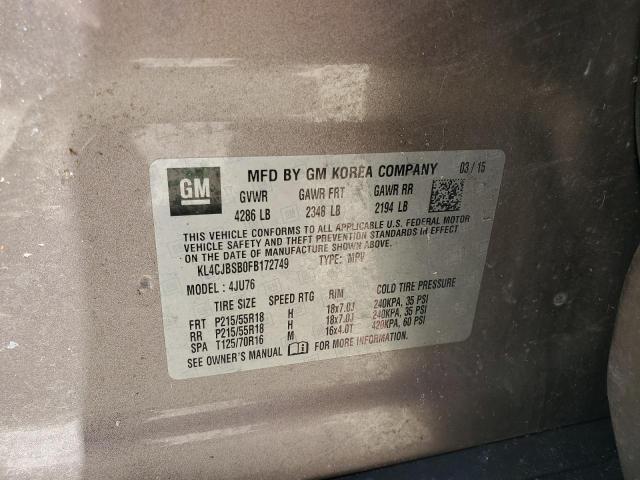 GM
MFD BY GM KOREA COMPANY 03/15
GVWR GAWR FRT GAWR RR
4286 LB 2348 LB 2194 LB
THIS VEHICLE CONFORMS TO ALL APPLICABLE U.S. FEDERAL MOTOR
VEHICLE SAFETY AND THEFT PREVENTION STANDARDS IN EFFECT
ON THE DATE OF MANUFACTURE SHOWN ABOVE.
KL4CJBSB0FB172749 TYPE: MPV
MODEL: 4JU76
TIRE SIZE SPEED RTG RIM COLD TIRE PRESSURE
FRT P215/55R18 H 18x7.0J 240KPA, 35 PSI
RR P215/55R18 H 18x7.0J 240KPA, 35 PSI
SPA T125/70R16 M 16x4.0T 420KPA, 60 PSI
SEE OWNER'S MANUAL FOR MORE INFORMATION.